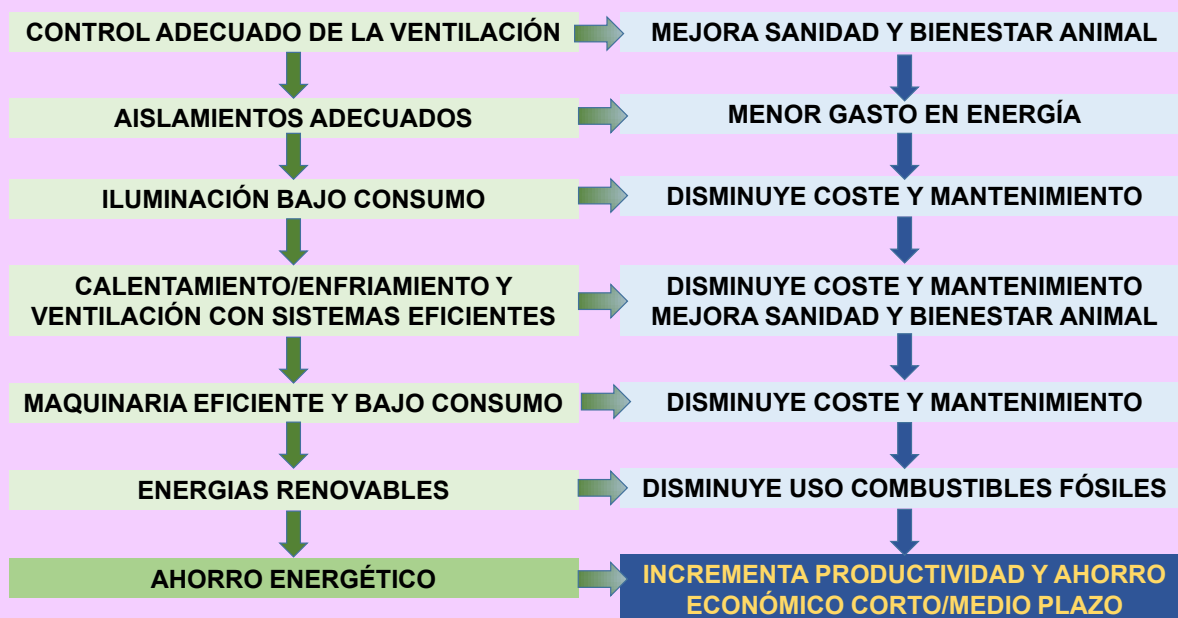 CONTROL ADECUADO DE LA VENTILACIÓN
MEJORA SANIDAD Y BIENESTAR ANIMAL
AISLAMIENTOS ADECUADOS
MENOR GASTO EN ENERGÍA
ILUMINACIÓN BAJO CONSUMO
DISMINUYE COSTE Y MANTENIMIENTO
CALENTAMIENTO/ENFRIAMIENTO Y
VENTILACIÓN CON SISTEMAS EFICIENTES
DISMINUYE COSTE Y MANTENIMIENTO
MEJORA SANIDAD Y BIENESTAR ANIMAL
MAQUINARIA EFICIENTE Y BAJO CONSUMO
DISMINUYE COSTE Y MANTENIMIENTO
ENERGIAS RENOVABLES
DISMINUYE USO COMBUSTIBLES FÓSILES
AHORRO ENERGÉTICO
INCREMENTA PRODUCTIVIDAD Y AHORRO
ECONÓMICO CORTO/MEDIO PLAZO